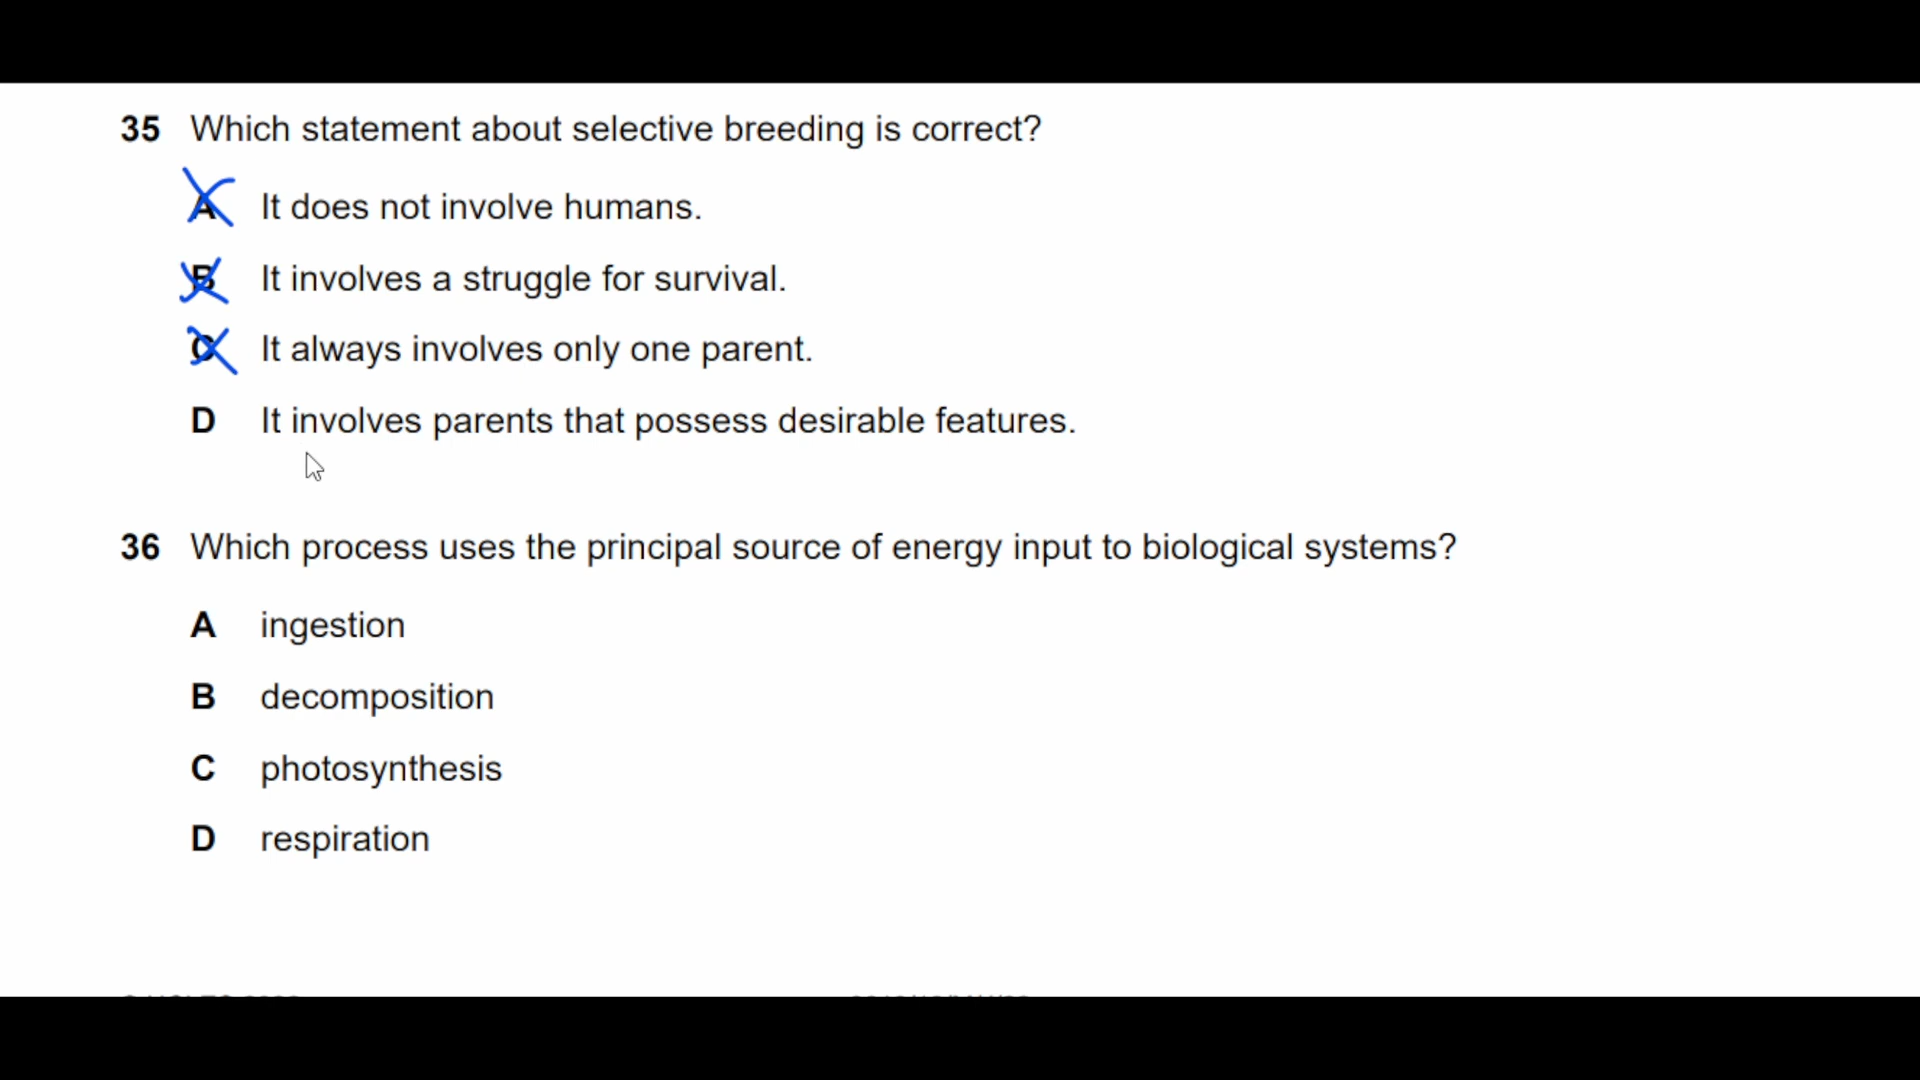 35 Which statement about selective breeding is correct?
A It does not involve humans.
B It involves a struggle for survival.
C It always involves only one parent.
D It involves parents that possess desirable features.
36 Which process uses the principal source of energy input to biological systems?
A ingestion
B decomposition
C photosynthesis
D respiration